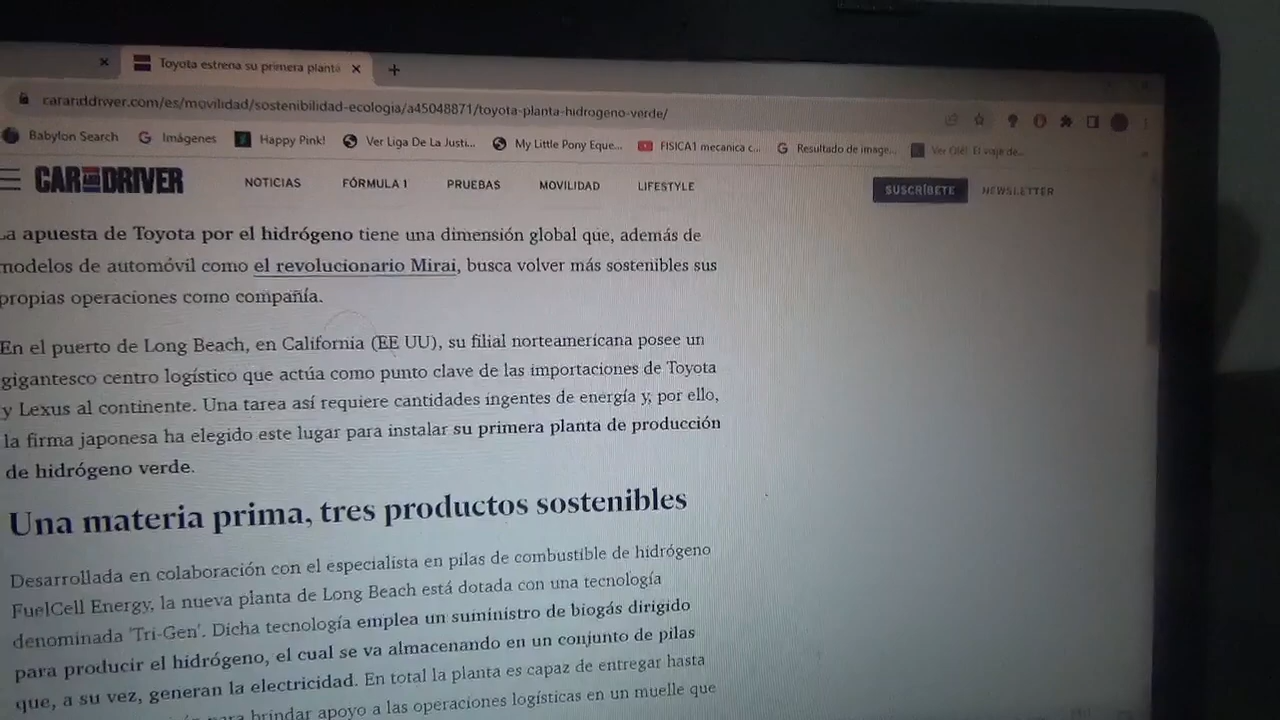 Toyota estrena su primera planta
caranddriver.com/es/movilidad/sostenibilidad-ecologia/a45048871/toyota-planta-hidrogeno-verde/
Babylon Search Imágenes Happy Pink! Ver Liga De La Justi... My Little Pony Eque... FISICA1 mecanica c... Resultado de image... Ver Olé! El viaje de...
CAR AND DRIVER NOTICIAS FÓRMULA 1 PRUEBAS MOVILIDAD LIFESTYLE SUSCRÍBETE NEWSLETTER
La apuesta de Toyota por el hidrógeno tiene una dimensión global que, además de
modelos de automóvil como el revolucionario Mirai, busca volver más sostenibles sus
propias operaciones como compañía.
En el puerto de Long Beach, en California (EE UU), su filial norteamericana posee un
gigantesco centro logístico que actúa como punto clave de las importaciones de Toyota
y Lexus al continente. Una tarea así requiere cantidades ingentes de energía y, por ello,
la firma japonesa ha elegido este lugar para instalar su primera planta de producción
de hidrógeno verde.
Una materia prima, tres productos sostenibles
Desarrollada en colaboración con el especialista en pilas de combustible de hidrógeno
FuelCell Energy, la nueva planta de Long Beach está dotada con una tecnología
denominada 'Tri-Gen'. Dicha tecnología emplea un suministro de biogás dirigido
para producir el hidrógeno, el cual se va almacenando en un conjunto de pilas
que, a su vez, generan la electricidad. En total la planta es capaz de entregar hasta
para brindar apoyo a las operaciones logísticas en un muelle que